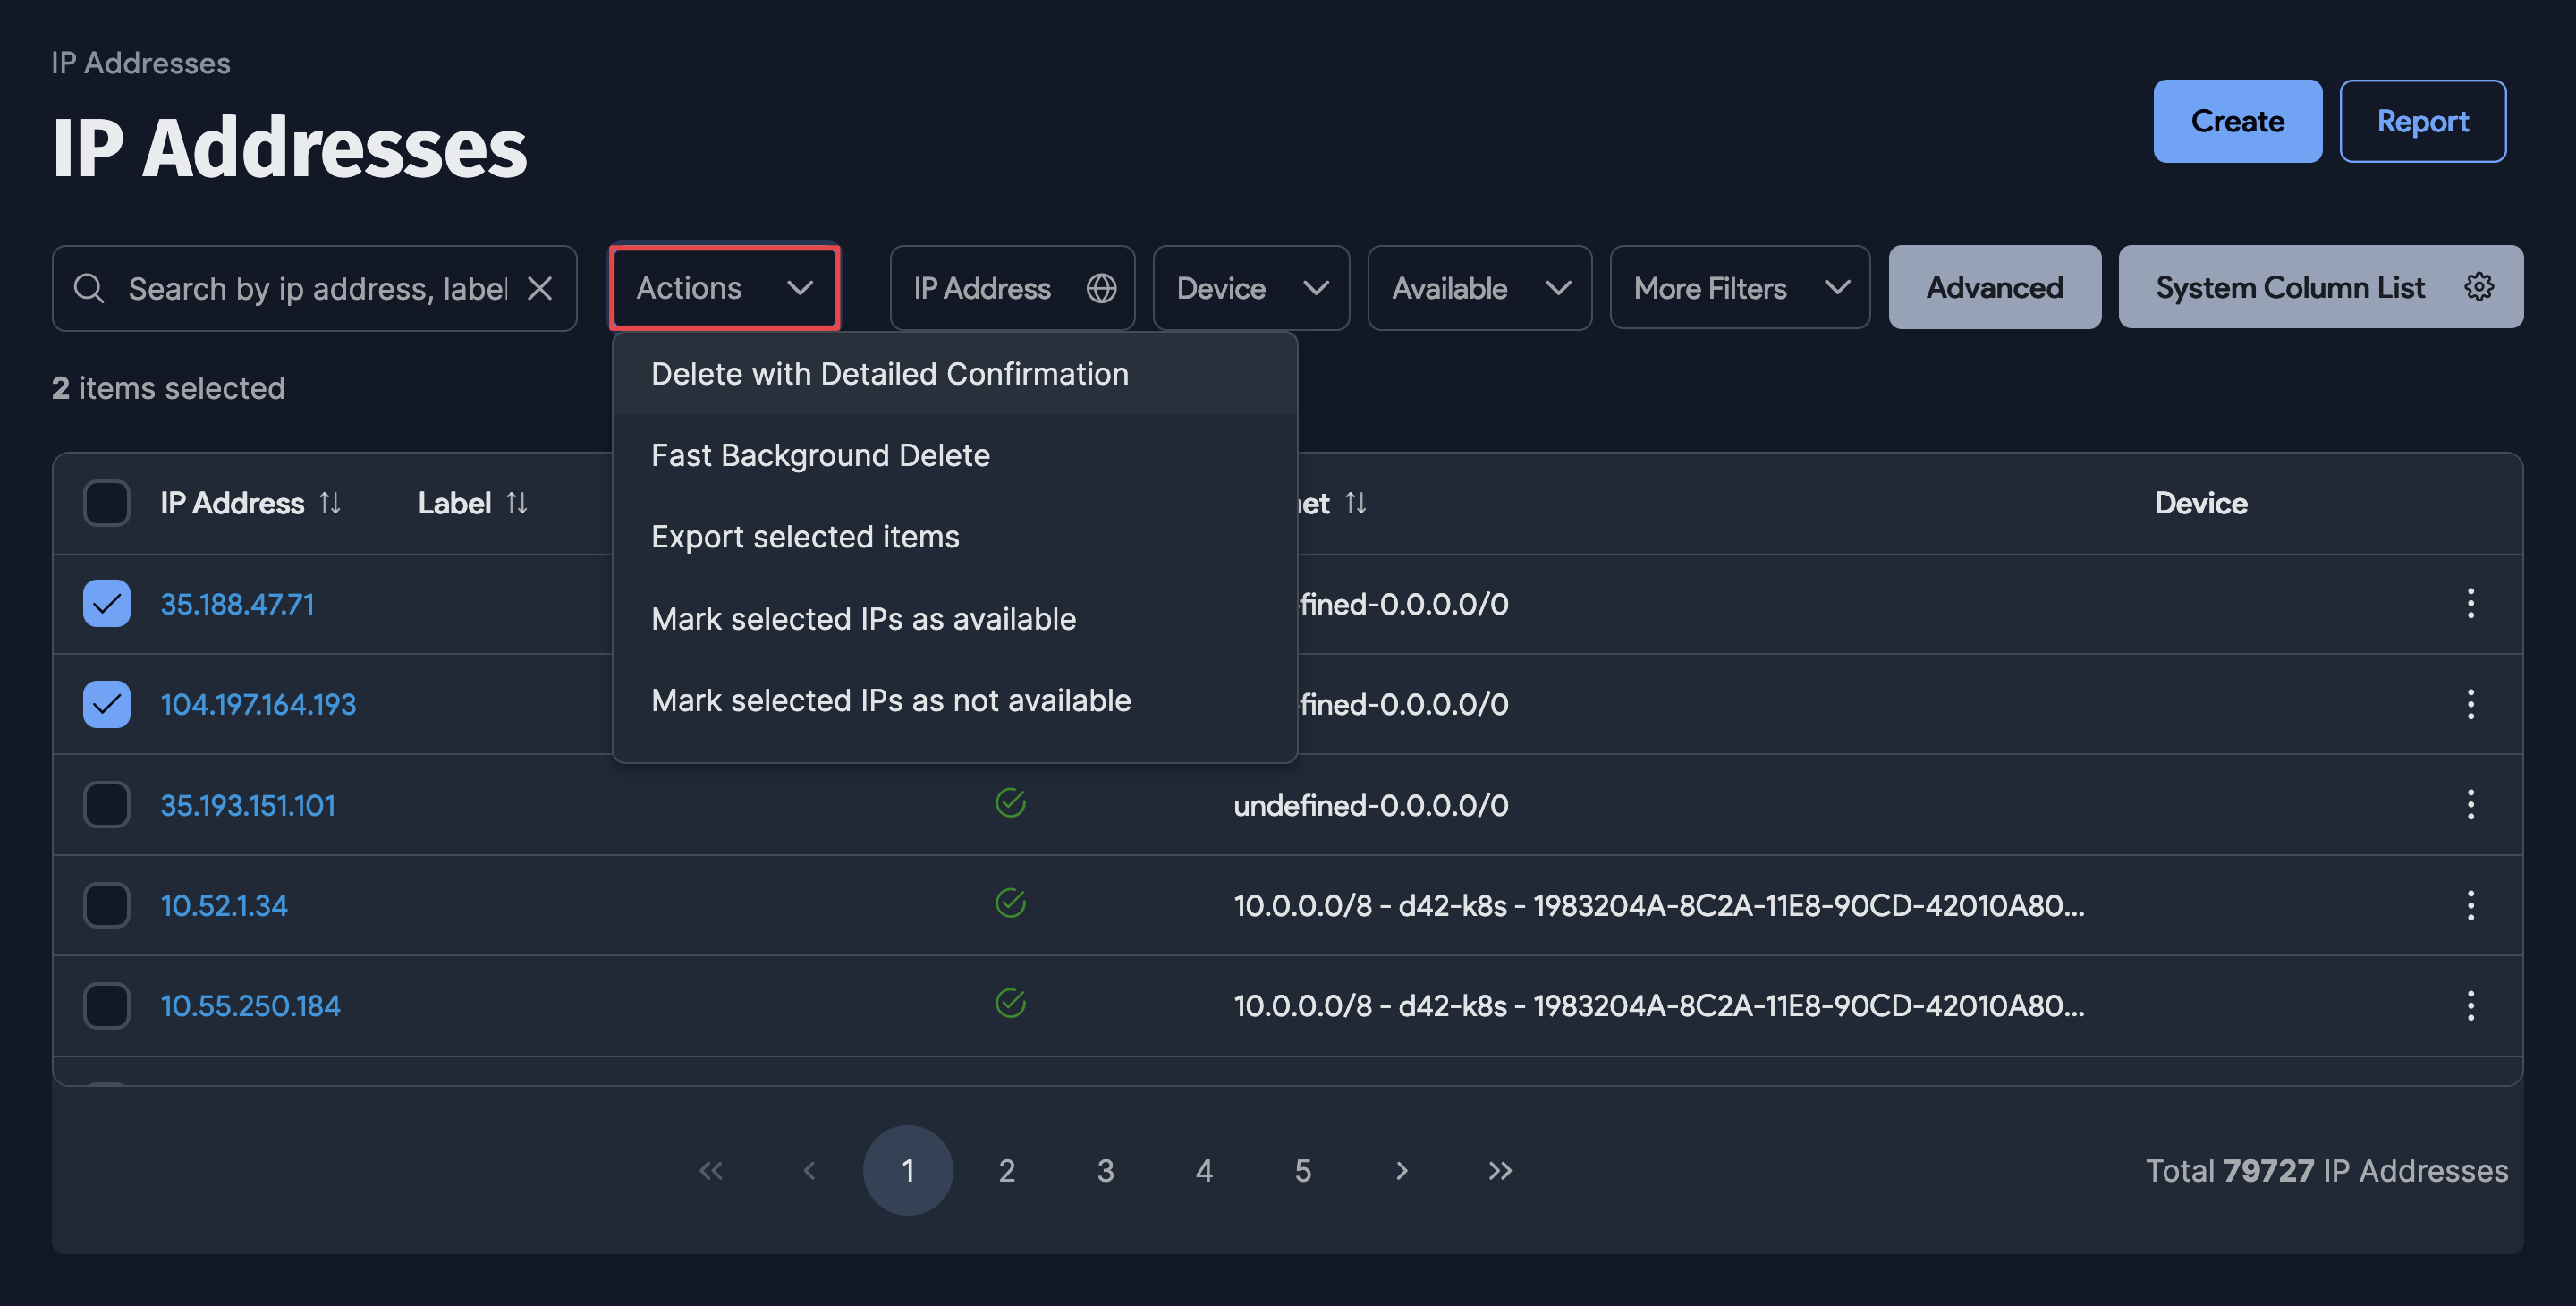 IP Addresses
IP Addresses
Create
Report
Search by ip address, label
Actions
IP Address
Device
Available
More Filters
Advanced
System Column List
2 items selected
Delete with Detailed Confirmation
Fast Background Delete
Export selected items
Mark selected IPs as available
Mark selected IPs as not available
IP Address Label net Device
35.188.47.71 fined-0.0.0.0/0
104.197.164.193 fined-0.0.0.0/0
35.193.151.101 undefined-0.0.0.0/0
10.52.1.34 10.0.0.0/8 - d42-k8s - 1983204A-8C2A-11E8-90CD-42010A80...
10.55.250.184 10.0.0.0/8 - d42-k8s - 1983204A-8C2A-11E8-90CD-42010A80...
1 2 3 4 5
Total 79727 IP Addresses